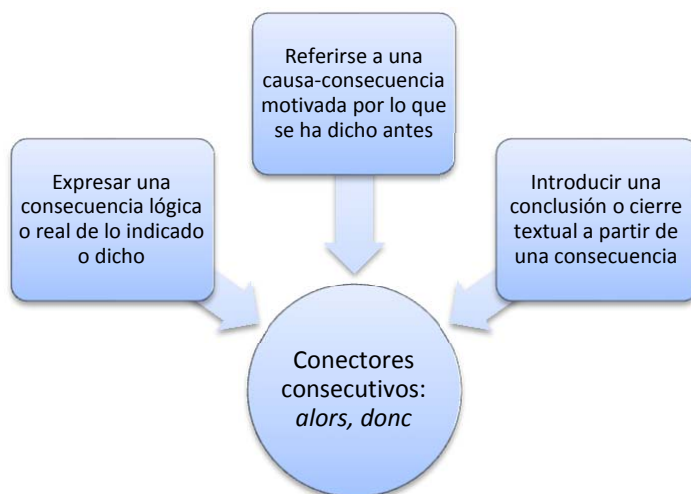 Referirse a una
causa-consecuencia
motivada por lo que
se ha dicho antes
Expresar una
consecuencia lógica
o real de lo indicado
o dicho
Introducir una
conclusión o cierre
textual a partir de
una consecuencia
Conectores
consecutivos:
alors, donc